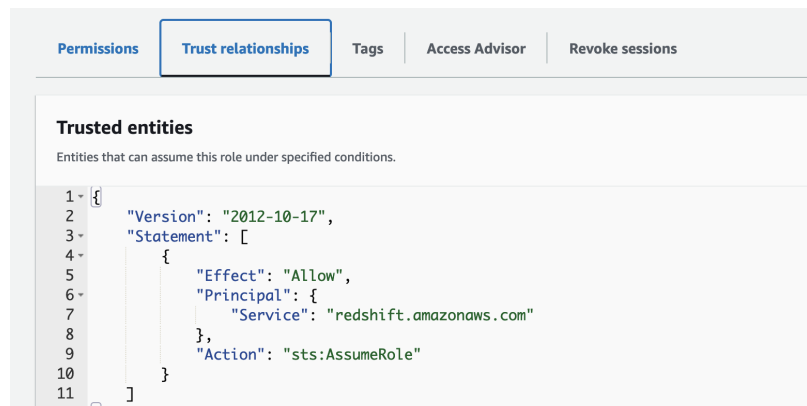 Permissions Trust relationships Tags Access Advisor Revoke sessions
Trusted entities
Entities that can assume this role under specified conditions.
1 {
2 "Version": "2012-10-17",
3 "Statement": [
4 {
5 "Effect": "Allow",
6 "Principal": {
7 "Service": "redshift.amazonaws.com"
8 },
9 "Action": "sts:AssumeRole"
10 }
11 ]